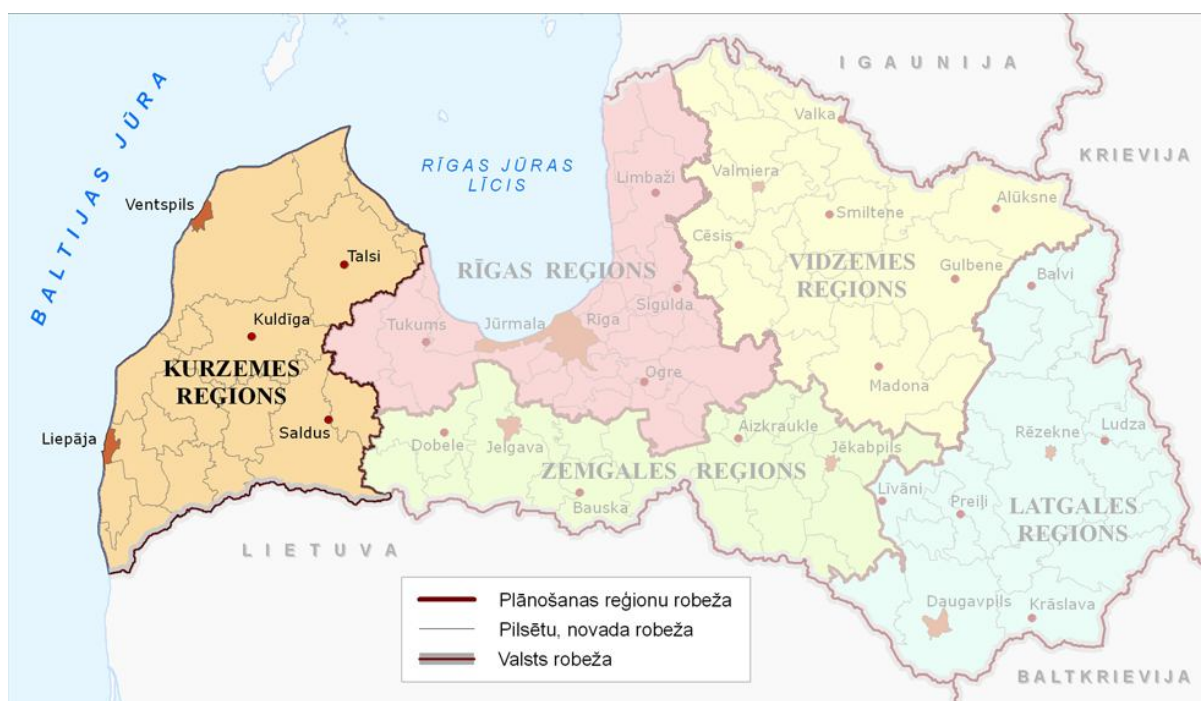 IGAUNIJA
KRIEVIJA
BALTIJAS JŪRA
RĪGAS JŪRAS
LĪCIS
Valka
Limbaži
Valmiera
Alūksne
Smiltene
Ventspils
Cēsis
Talsi
RĪGAS REĢIONS
VIDZEMES
REĢIONS
Gulbene
Balvi
Sigulda
Kuldīga
Tukums
Jūrmala
Rīga
KURZEMES
REĢIONS
Ogre
Madona
Saldus
Liepāja
Dobele
Jelgava
Aizkraukle
Jēkabpils
Rēzekne
Ludza
ZEMGALES REĢIONS
Bauska
Līvāni
Preiļi
LATGALES
REĢIONS
LIETUVA
Daugavpils
Krāslava
Plānošanas reģionu robeža
Pilsētu, novada robeža
Valsts robeža
BALTKRIEVIJA